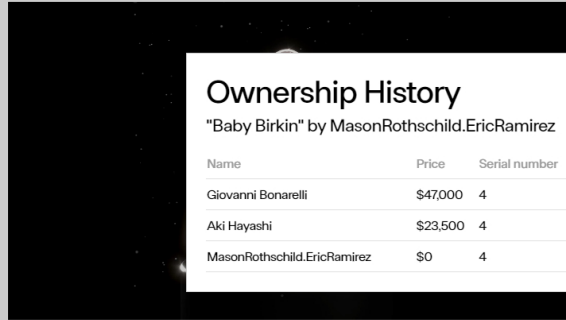 Ownership History
"Baby Birkin" by MasonRothschild.EricRamirez
Name Price Serial number
Giovanni Bonarelli $47,000 4
Aki Hayashi $23,500 4
MasonRothschild.EricRamirez $0 4